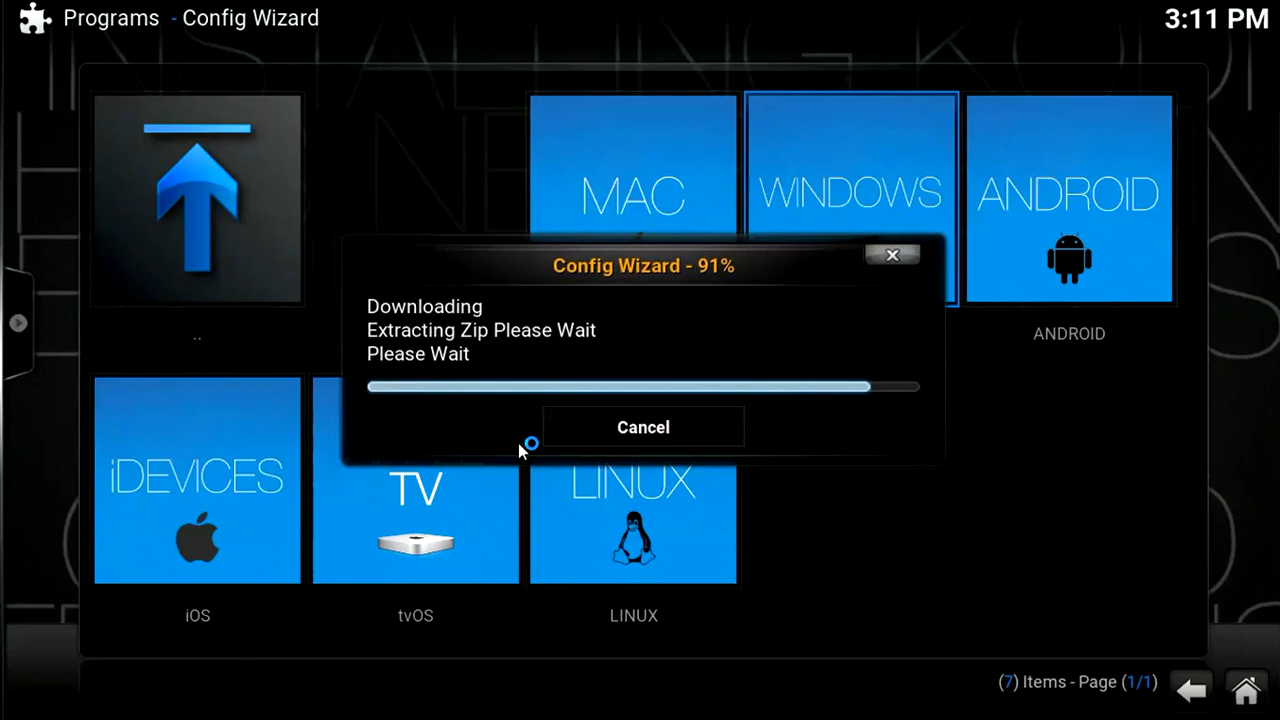 Programs - Config Wizard
3:11 PM
MAC
WINDOWS
ANDROID
Config Wizard - 91%
Downloading
Extracting Zip Please Wait
Please Wait
Cancel
..
ANDROID
iDEVICES
TV
LINUX
iOS
tvOS
LINUX
(7) Items - Page (1/1)